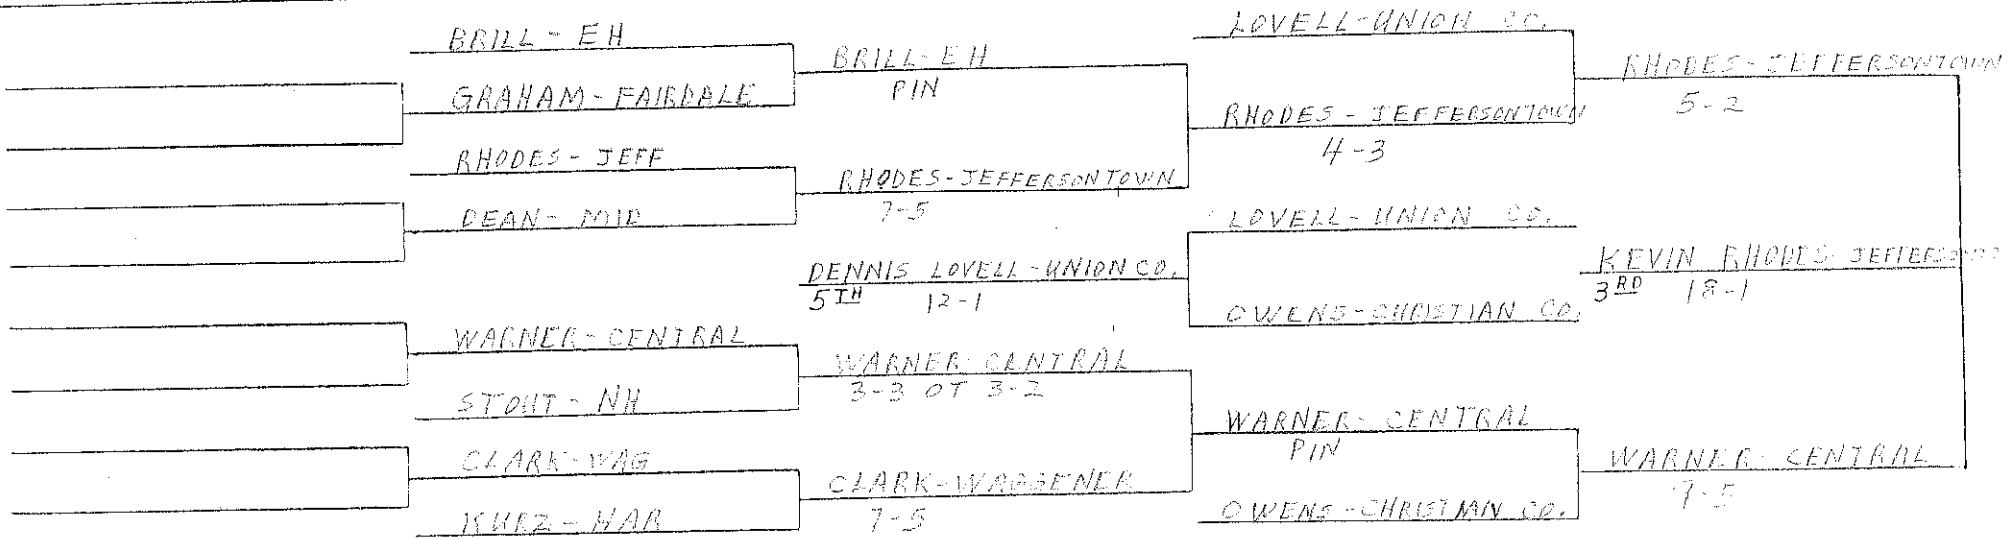 BRILL - EH
GRAHAM - FAIRDALE
RHODES - JEFF
DEAN - MID
WARNER - CENTRAL
STOUT - NH
CLARK - WAG
KURZ - WAR
BRILL - EH
PIN
RHODES - JEFFERSONTOWN
7-5
DENNIS LOVELL - UNION CO.
5TH 12-1
WARNER - CENTRAL
3-3 OT 3-2
CLARK - WAGGENER
7-5
LOVELL - UNION CO.
RHODES - JEFFERSONTOWN
4-3
LOVELL - UNION CO.
OWENS - CHRISTIAN CO.
WARNER - CENTRAL
PIN
OWENS - CHRISTIAN CO.
RHODES - JEFFERSONTOWN
5-2
KEVIN RHODES
3RD 18-1
WARNER - CENTRAL
7-5